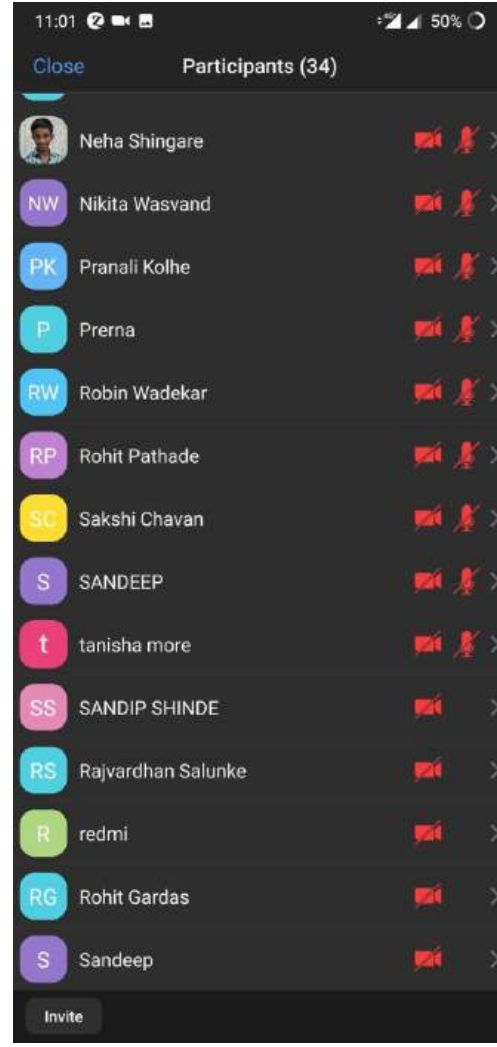 11:01 50%
Close Participants (34)
Neha Shingare
NW Nikita Wasvand
PK Pranali Kolhe
P Prerna
RW Robin Wadekar
RP Rohit Pathade
SC Sakshi Chavan
S SANDEEP
t tanisha more
SS SANDIP SHINDE
RS Rajvardhan Salunke
R redmi
RG Rohit Gardas
S Sandeep
Invite